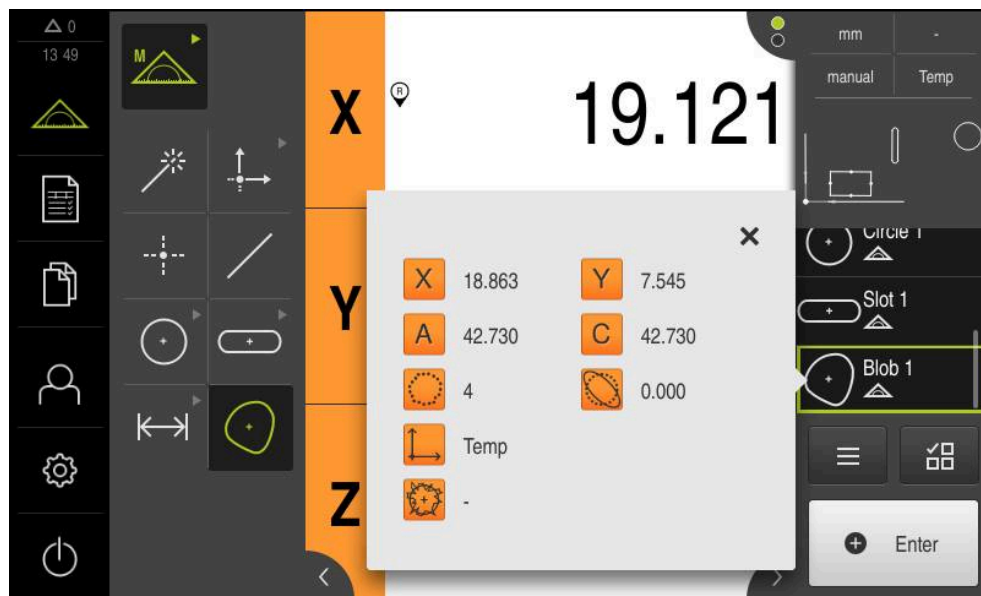 0
13 49
M
X
R
19.121
mm
-
manual
Temp
Circle 1
Slot 1
Blob 1
Y
Z
X 18.863 Y 7.545
A 42.730 C 42.730
4 0.000
Temp
-
Enter